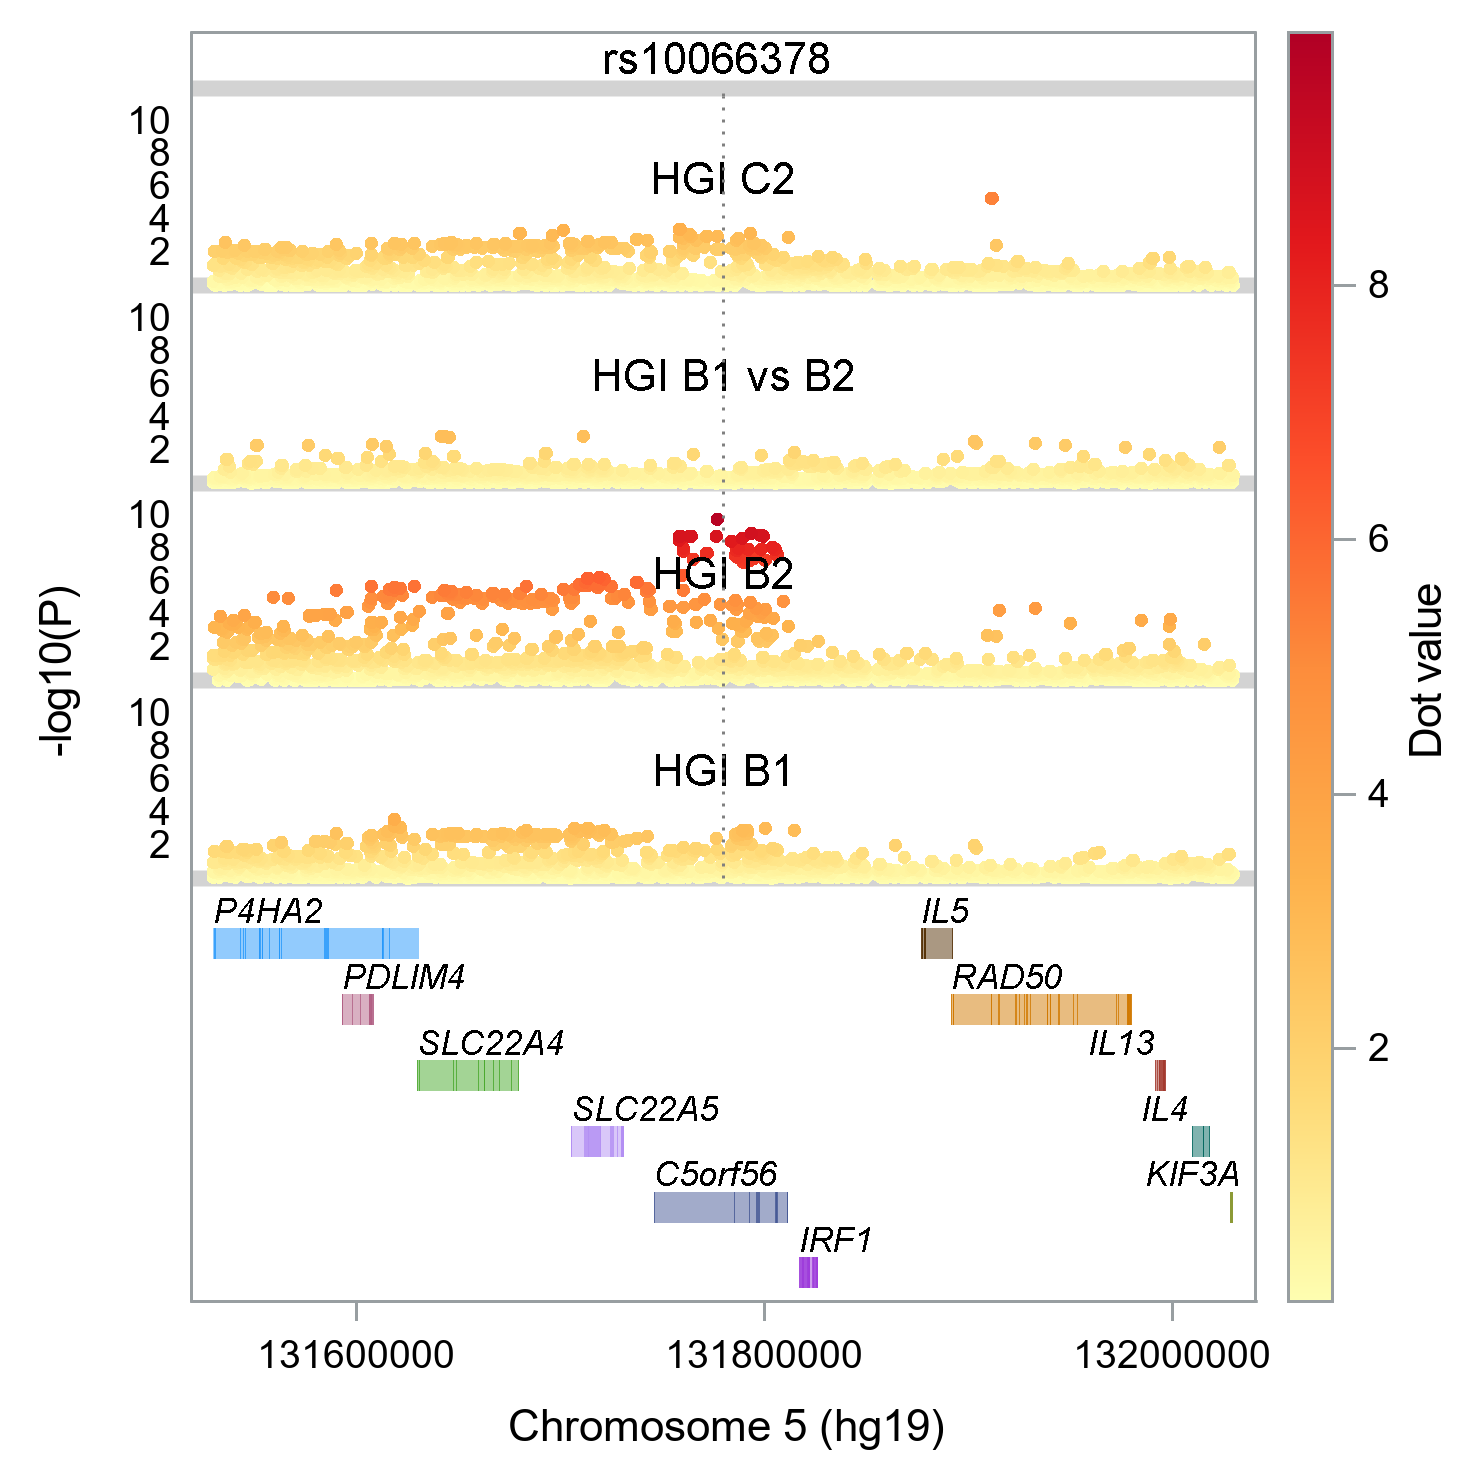 rs10066378
10
8
6
4
2
HGI C2
10
8
6
4
2
HGI B1 vs B2
10
8
6
4
2
HGI B2
10
8
6
4
2
HGI B1
-log10(P)
P4HA2
IL5
PDLIM4
RAD50
SLC22A4
IL13
SLC22A5
IL4
C5orf56
KIF3A
IRF1
131600000 131800000 132000000
Chromosome 5 (hg19)
8
6
4
2
Dot value